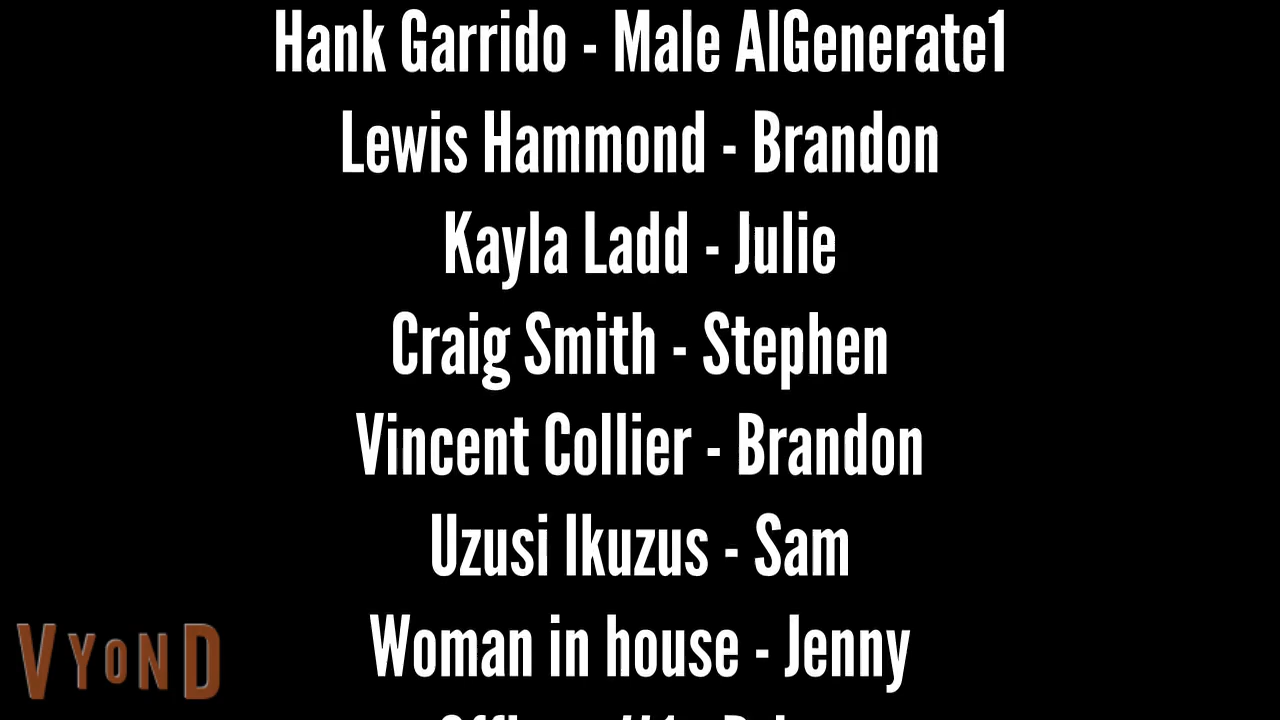 Hank Garrido - Male AIGenerate1
Lewis Hammond - Brandon
Kayla Ladd - Julie
Craig Smith - Stephen
Vincent Collier - Brandon
Uzusi Ikuzus - Sam
Woman in house - Jenny
VYOND